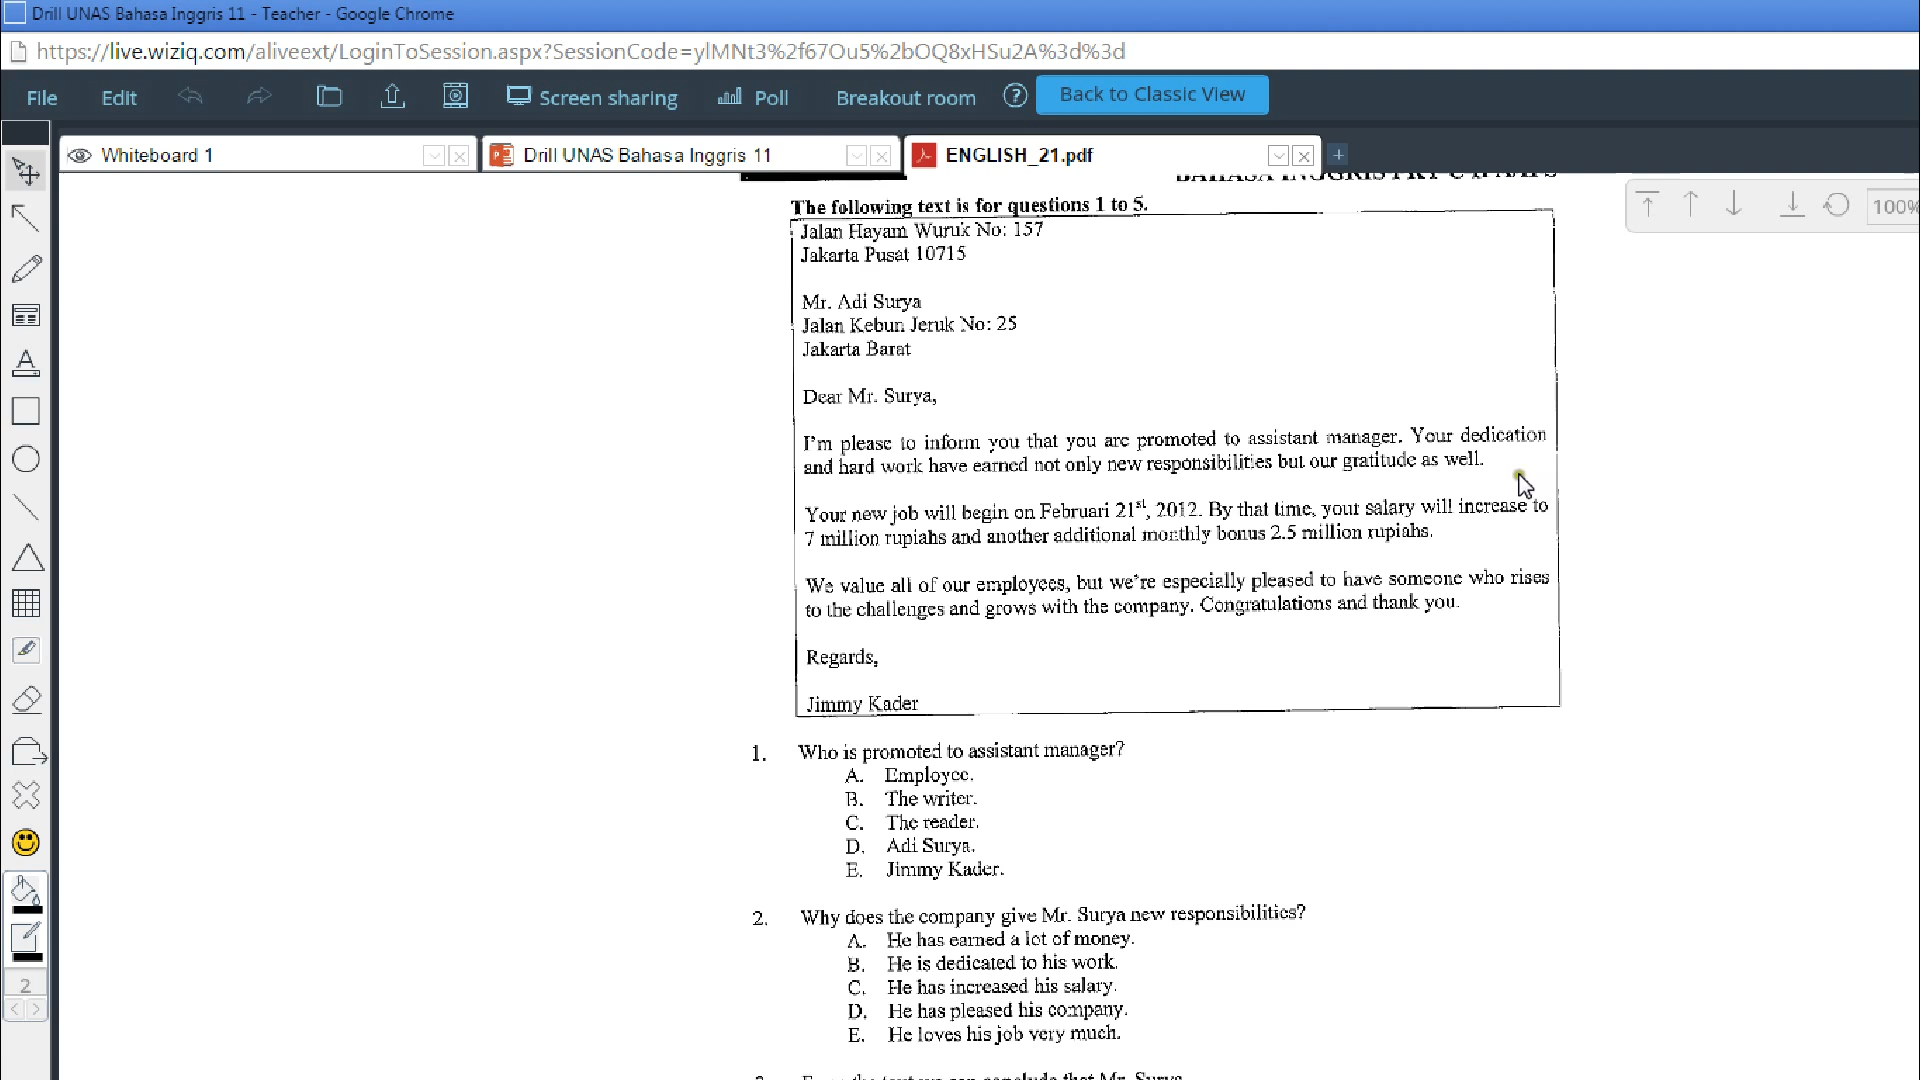 Drill UNAS Bahasa Inggris 11 - Teacher - Google Chrome
https://live.wiziq.com/aliveext/LoginToSession.aspx?SessionCode=ylMNt3%2f67Ou5%2bOQ8xHSu2A%3d%3d
File Edit Screen sharing Poll Breakout room ? Back to Classic View
Whiteboard 1 Drill UNAS Bahasa Inggris 11 ENGLISH_21.pdf +
100%
The following text is for questions 1 to 5.
Jalan Hayam Wuruk No: 157
Jakarta Pusat 10715
Mr. Adi Surya
Jalan Kebun Jeruk No: 25
Jakarta Barat
Dear Mr. Surya,
I'm please to inform you that you are promoted to assistant manager. Your dedication
and hard work have earned not only new responsibilities but our gratitude as well.
Your new job will begin on Februari 21st, 2012. By that time, your salary will increase to
7 million rupiahs and another additional monthly bonus 2.5 million rupiahs.
We value all of our employees, but we're especially pleased to have someone who rises
to the challenges and grows with the company. Congratulations and thank you.
Regards,
Jimmy Kader
1. Who is promoted to assistant manager?
A. Employee.
B. The writer.
C. The reader.
D. Adi Surya.
E. Jimmy Kader.
2. Why does the company give Mr. Surya new responsibilities?
A. He has earned a lot of money.
B. He is dedicated to his work.
C. He has increased his salary.
D. He has pleased his company.
E. He loves his job very much.
2